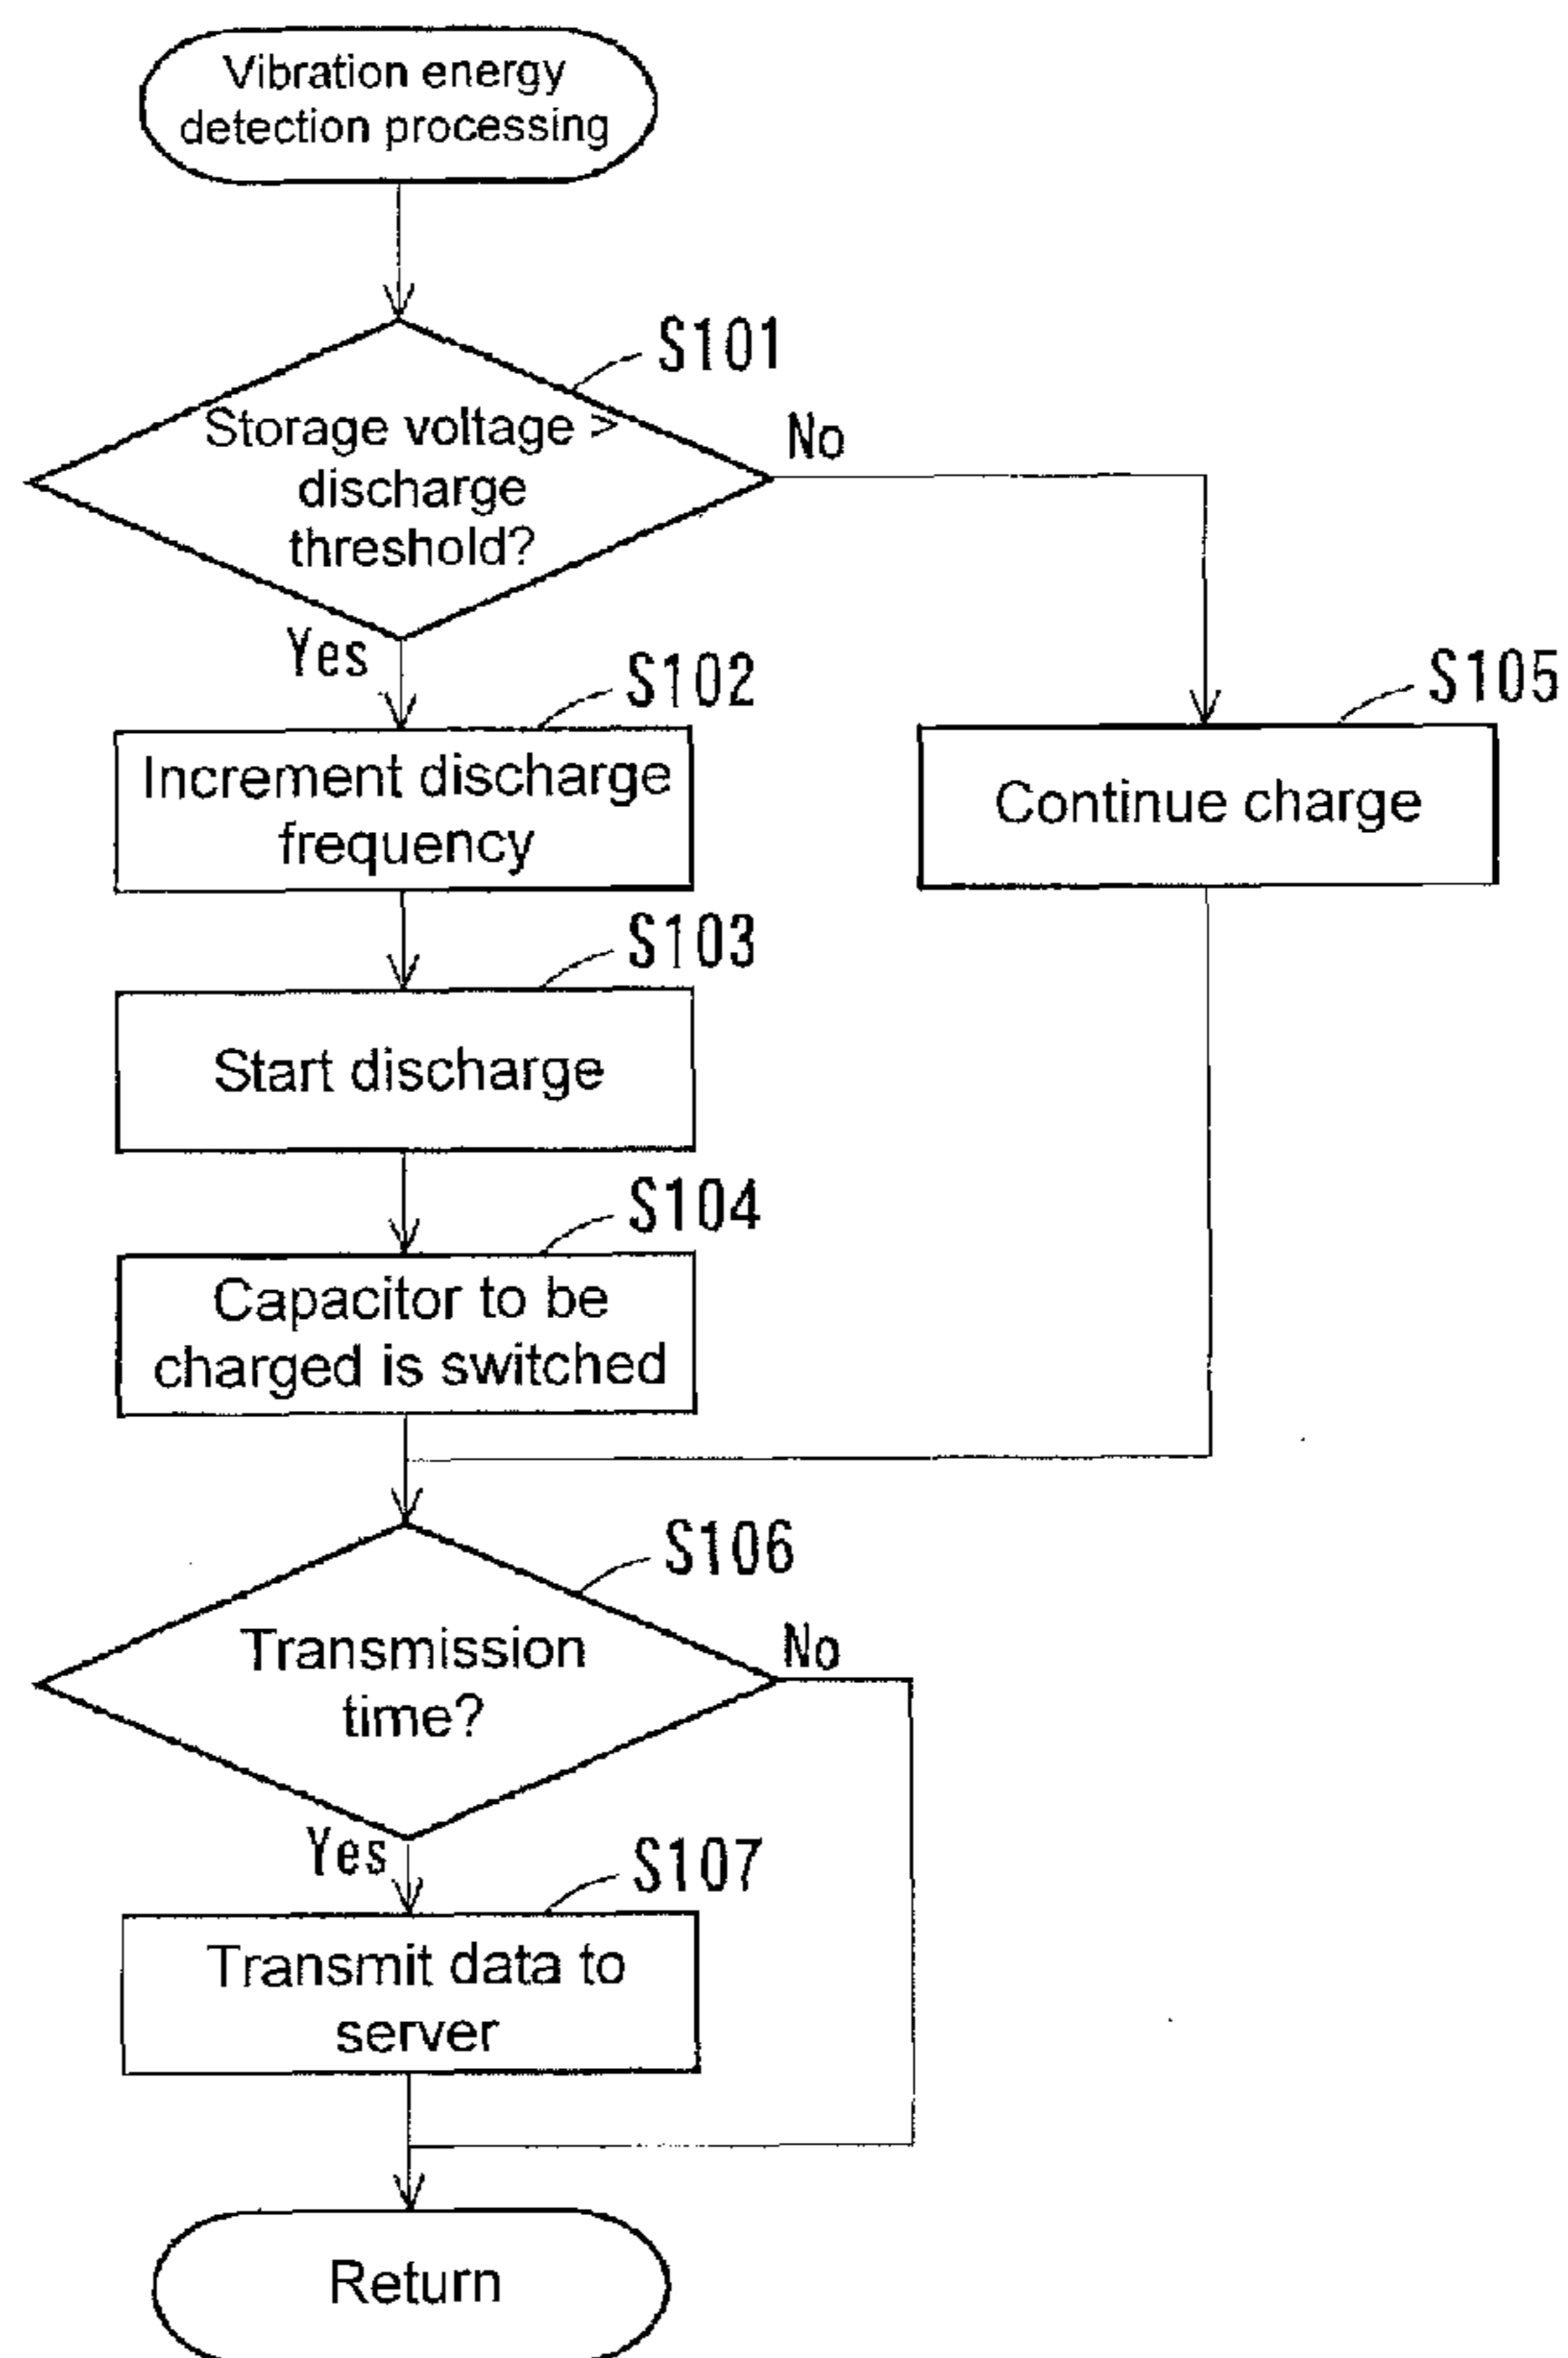 Vibration energy
detection processing
S101
Storage voltage >
discharge
threshold?
No
Yes
S102
Increment discharge
frequency
S105
Continue charge
S103
Start discharge
S104
Capacitor to be
charged is switched
S106
Transmission
time?
No
Yes
S107
Transmit data to
server
Return